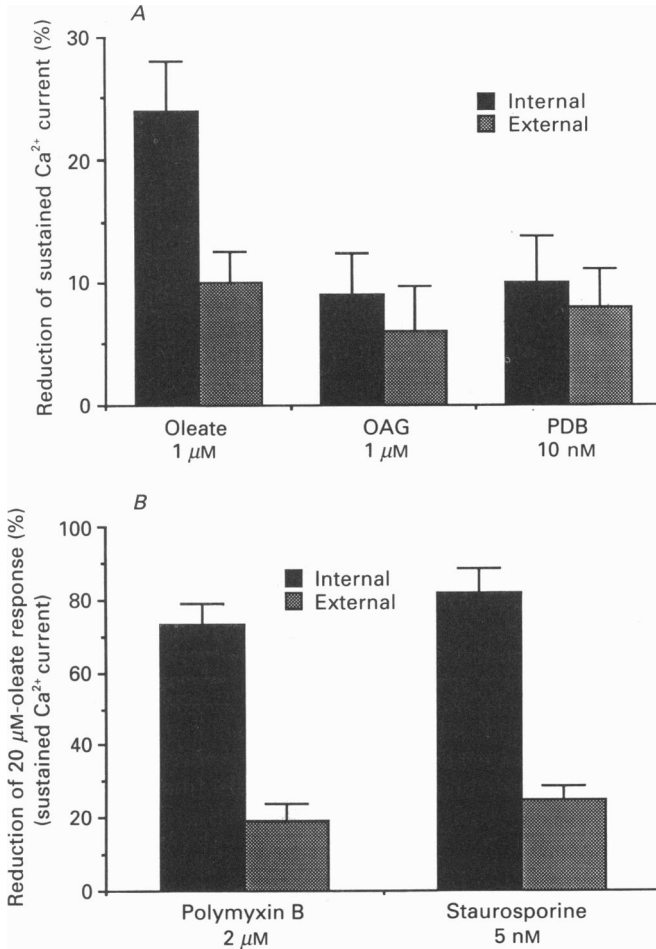 A
Reduction of sustained Ca²⁺ current (%)
30
20
10
0
Internal
External
Oleate
1 μM
OAG
1 μM
PDB
10 nM
B
Reduction of 20 μM-oleate response (%)
(sustained Ca²⁺ current)
100
80
60
40
20
0
Internal
External
Polymyxin B
2 μM
Staurosporine
5 nM